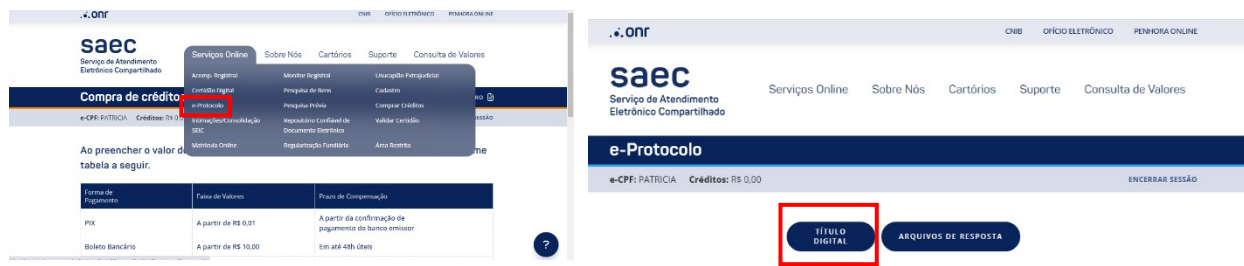 onr
CNIB OFÍCIO ELETRÔNICO PENHORA ONLINE
saec
Serviço de Atendimento
Eletrônico Compartilhado
Serviços Online Sobre Nós Cartórios Suporte Consulta de Valores
Acomp. Registral Monitor Registral Usucapião Extrajudicial
Certidão Digital Pesquisa de Bens Cadastro
e-Protocolo Pesquisa Prévia Comprar Créditos
Intimações/Consolidação Repositório Confiável de Validar Certidão
SEIC Documento Eletrônico
Matrícula Online Regularização Fundiária Área Restrita
Compra de crédito
e-CPF: PATRICIA Créditos: R$ 0
Ao preencher o valor d me
tabela a seguir.
Forma de
Pagamento
Faixa de Valores Prazo de Compensação
PIX A partir de R$ 0,01 A partir da confirmação de
pagamento do banco emissor
Boleto Bancário A partir de R$ 10,00 Em até 48h úteis
?
onr
CNIB OFÍCIO ELETRÔNICO PENHORA ONLINE
saec
Serviço de Atendimento
Eletrônico Compartilhado
Serviços Online Sobre Nós Cartórios Suporte Consulta de Valores
e-Protocolo
e-CPF: PATRICIA Créditos: R$ 0,00 ENCERRAR SESSÃO
TÍTULO
DIGITAL
ARQUIVOS DE RESPOSTA